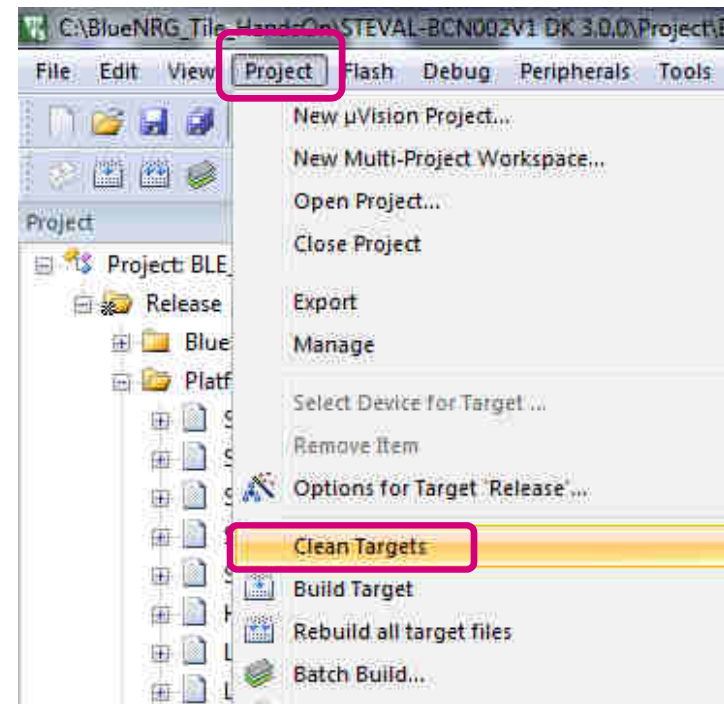 C:\BlueNRG_Tile_HandsOn\STEVAL-BCN002V1 DK 3.0.0\Project\
File Edit View Project Flash Debug Peripherals Tools
New µVision Project...
New Multi-Project Workspace...
Open Project...
Close Project
Export
Manage
Select Device for Target ...
Remove Item
Options for Target 'Release'...
Clean Targets
Build Target
Rebuild all target files
Batch Build...
Project
Project: BLE_
Release
Blue
Platf